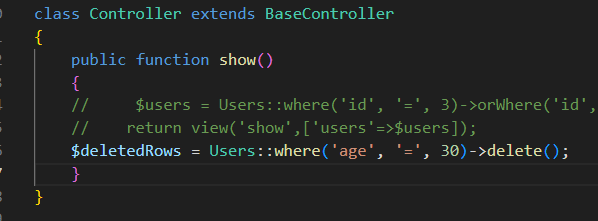 class Controller extends BaseController
{
public function show()
{
//     $users = Users::where('id', '=', 3)->orWhere('id',
//    return view('show',['users'=>$users]);
$deletedRows = Users::where('age', '=', 30)->delete();
}
}